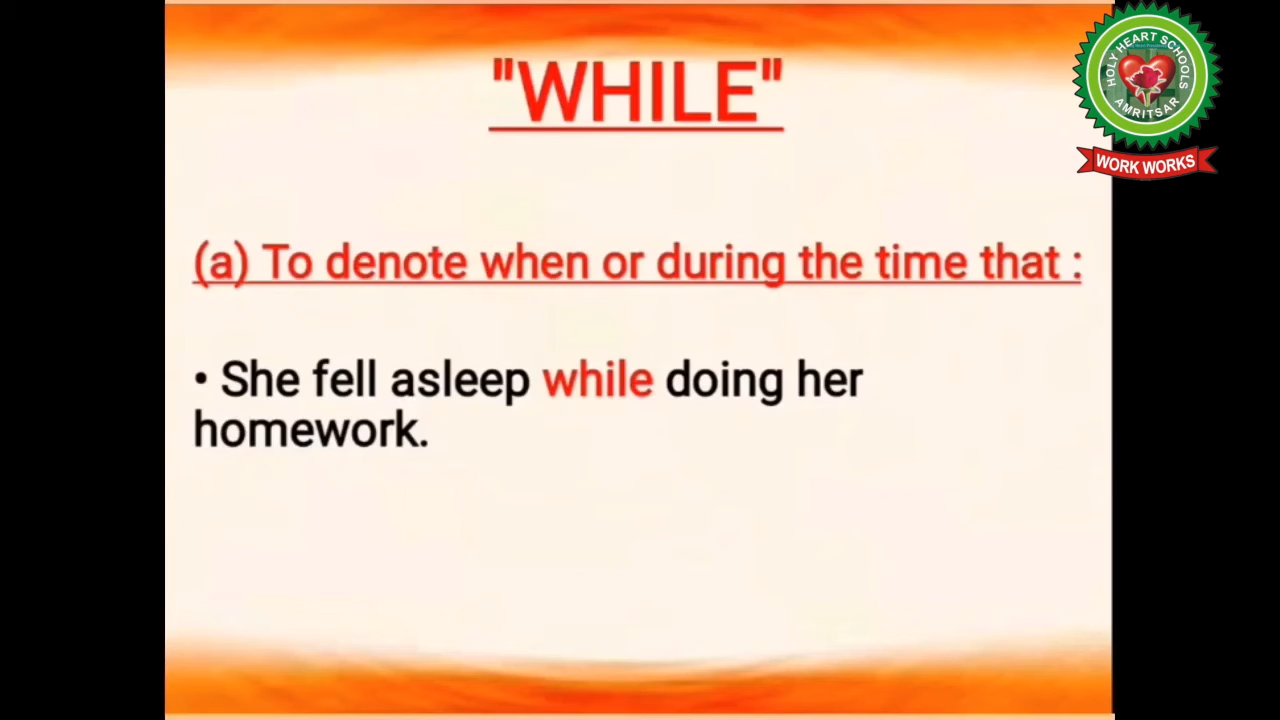 "WHILE"
HOLY HEART SCHOOLS
AMRITSAR
WORK WORKS
(a) To denote when or during the time that :
• She fell asleep while doing her
homework.